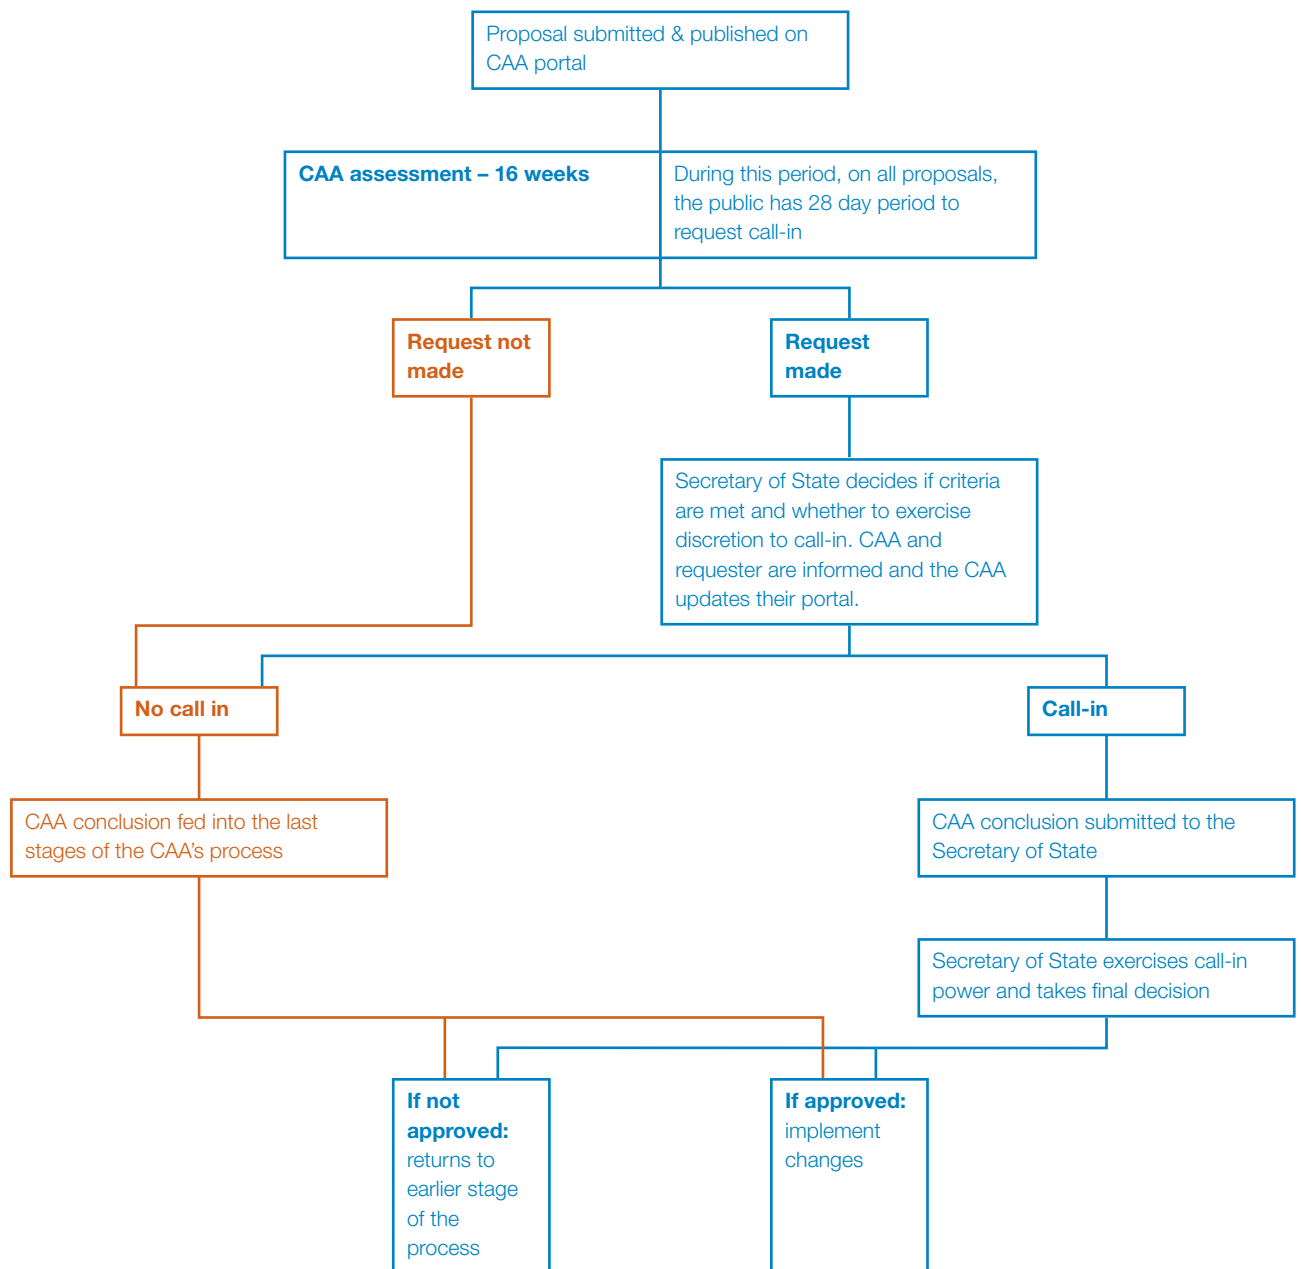 Proposal submitted & published on
CAA portal
CAA assessment – 16 weeks
During this period, on all proposals,
the public has 28 day period to
request call-in
Request not
made
Request
made
Secretary of State decides if criteria
are met and whether to exercise
discretion to call-in. CAA and
requester are informed and the CAA
updates their portal.
No call in
Call-in
CAA conclusion fed into the last
stages of the CAA’s process
CAA conclusion submitted to the
Secretary of State
Secretary of State exercises call-in
power and takes final decision
If not
approved:
returns to
earlier stage
of the
process
If approved:
implement
changes